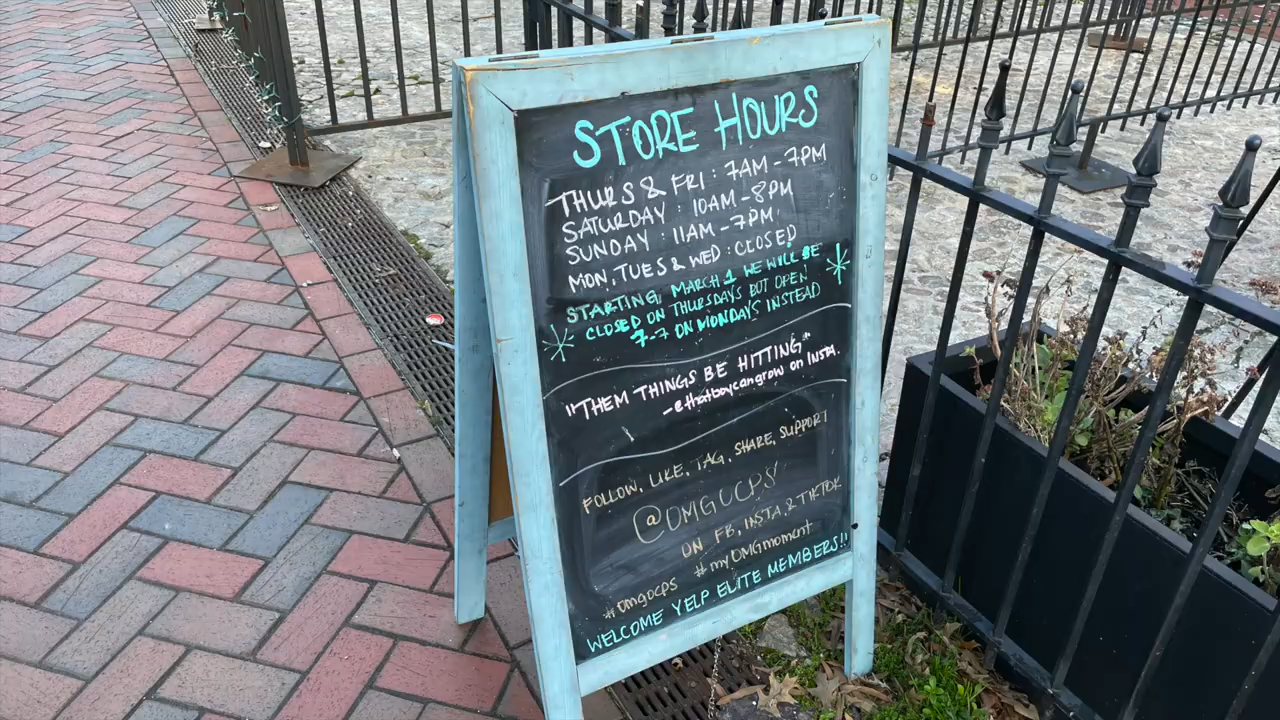 STORE HOURS
THURS & FRI : 7AM - 7PM
SATURDAY : 10AM - 8PM
SUNDAY : 11AM - 7PM
MON, TUES & WED : CLOSED
STARTING MARCH 1 WE WILL BE
CLOSED ON THURSDAYS BUT OPEN
7-7 ON MONDAYS INSTEAD
"THEM THINGS BE HITTING"
-@thatboycangrow on INSTA.
FOLLOW, LIKE, TAG, SHARE, SUPPORT
@OMGOCPS
ON FB, INSTA, & TIKTOK
#omgocps #myOMGmoment
WELCOME YELP ELITE MEMBERS!!